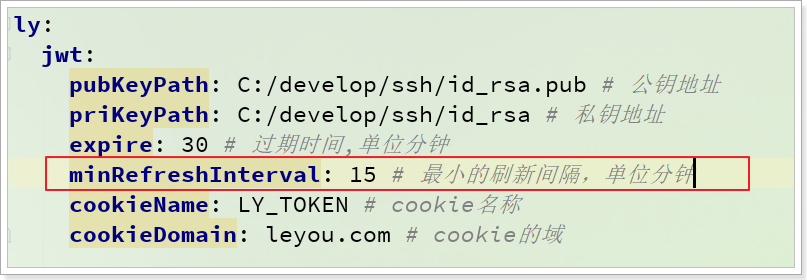 ly:
jwt:
pubKeyPath: C:/develop/ssh/id_rsa.pub # 公钥地址
priKeyPath: C:/develop/ssh/id_rsa # 私钥地址
expire: 30 # 过期时间,单位分钟
minRefreshInterval: 15 # 最小的刷新间隔，单位分钟
cookieName: LY_TOKEN # cookie名称
cookieDomain: leyou.com # cookie的域